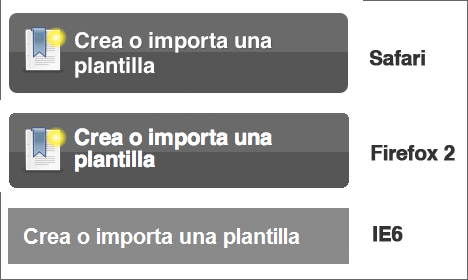 Crea o importa una
plantilla
Safari
Crea o importa una
plantilla
Firefox 2
Crea o importa una plantilla
IE6